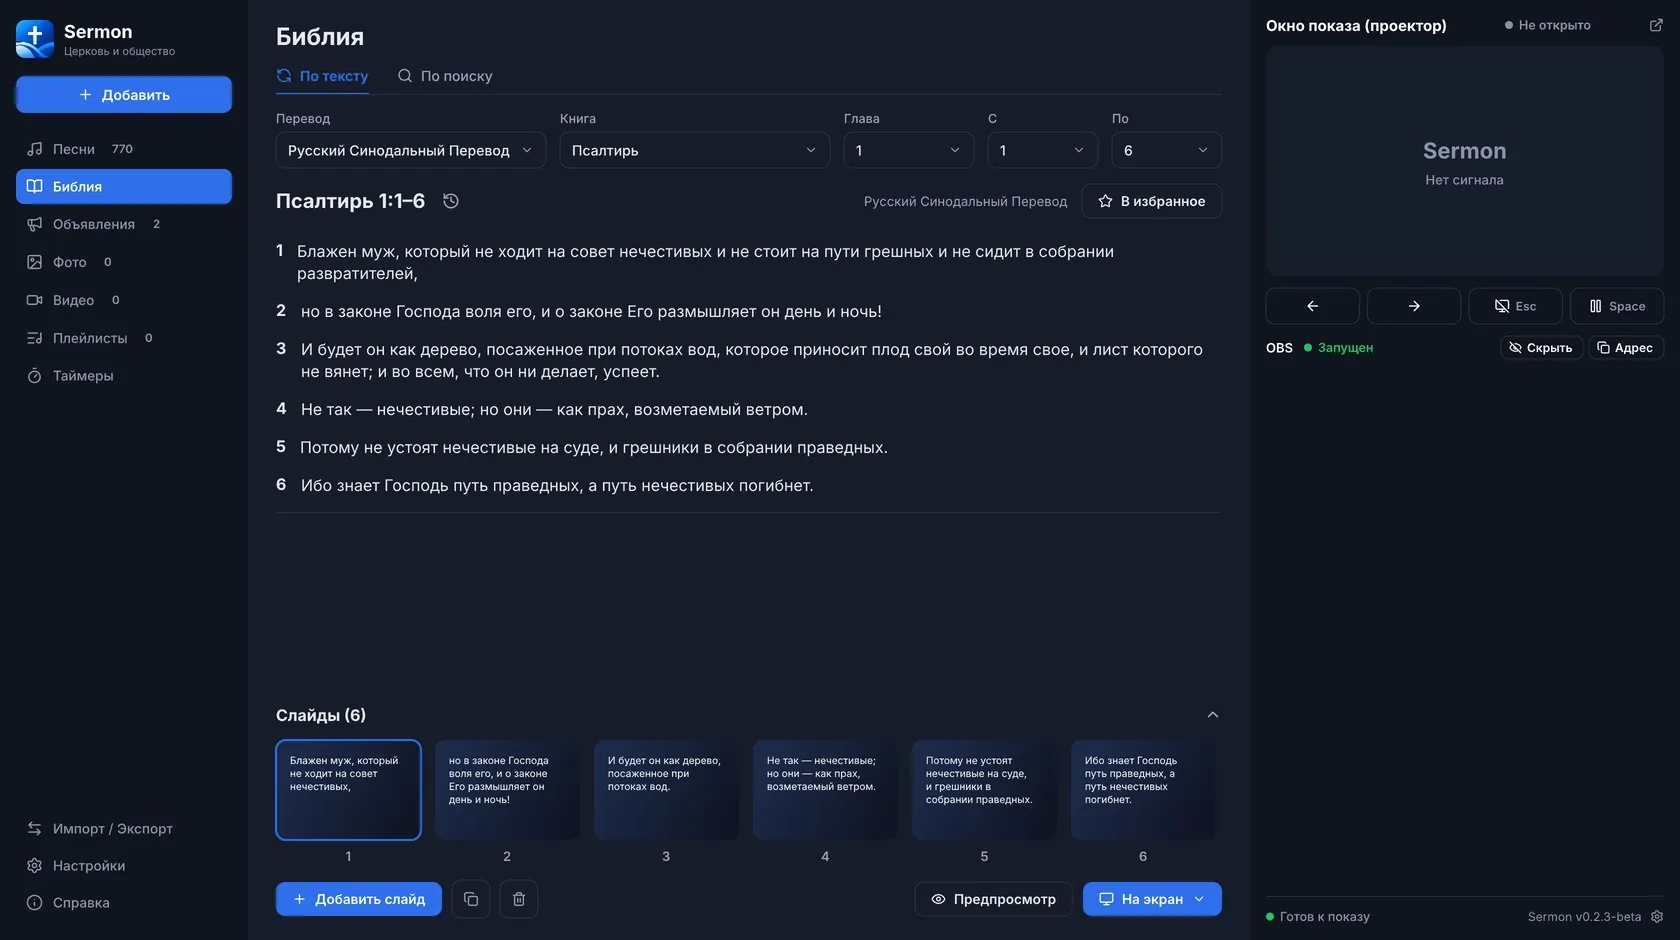 Sermon
Церковь и общество
Добавить
Песни 770
Библия
Объявления 2
Фото 0
Видео 0
Плейлисты 0
Таймеры
Импорт / Экспорт
Настройки
Справка
Библия
По тексту По поиску
Перевод Книга Глава С По
Русский Синодальный Перевод Псалтирь 1 1 6
Псалтирь 1:1–6 Русский Синодальный Перевод В избранное
1 Блажен муж, который не ходит на совет нечестивых и не стоит на пути грешных и не сидит в собрании
развратителей,
2 но в законе Господа воля его, и о законе Его размышляет он день и ночь!
3 И будет он как дерево, посаженное при потоках вод, которое приносит плод свой во время свое, и лист которого
не вянет; и во всем, что он ни делает, успеет.
4 Не так — нечестивые; но они — как прах, возметаемый ветром.
5 Потому не устоят нечестивые на суде, и грешники в собрании праведных.
6 Ибо знает Господь путь праведных, а путь нечестивых погибнет.
Слайды (6)
Блажен муж, который
не ходит на совет
нечестивых,
1
но в законе Господа
воля его, и о законе
Его размышляет он
день и ночь!
2
И будет он как дерево,
посаженное при
потоках вод.
3
Не так — нечестивые;
но они — как прах,
возметаемый ветром.
4
Потому не устоят
нечестивые на суде,
и грешники в
собрании праведных.
5
Ибо знает Господь
путь праведных, а
путь нечестивых
погибнет.
6
Добавить слайд Предпросмотр На экран
Окно показа (проектор) Не открыто
Sermon
Нет сигнала
Esc Space
OBS Запущен Скрыть Адрес
Готов к показу Sermon v0.2.3-beta